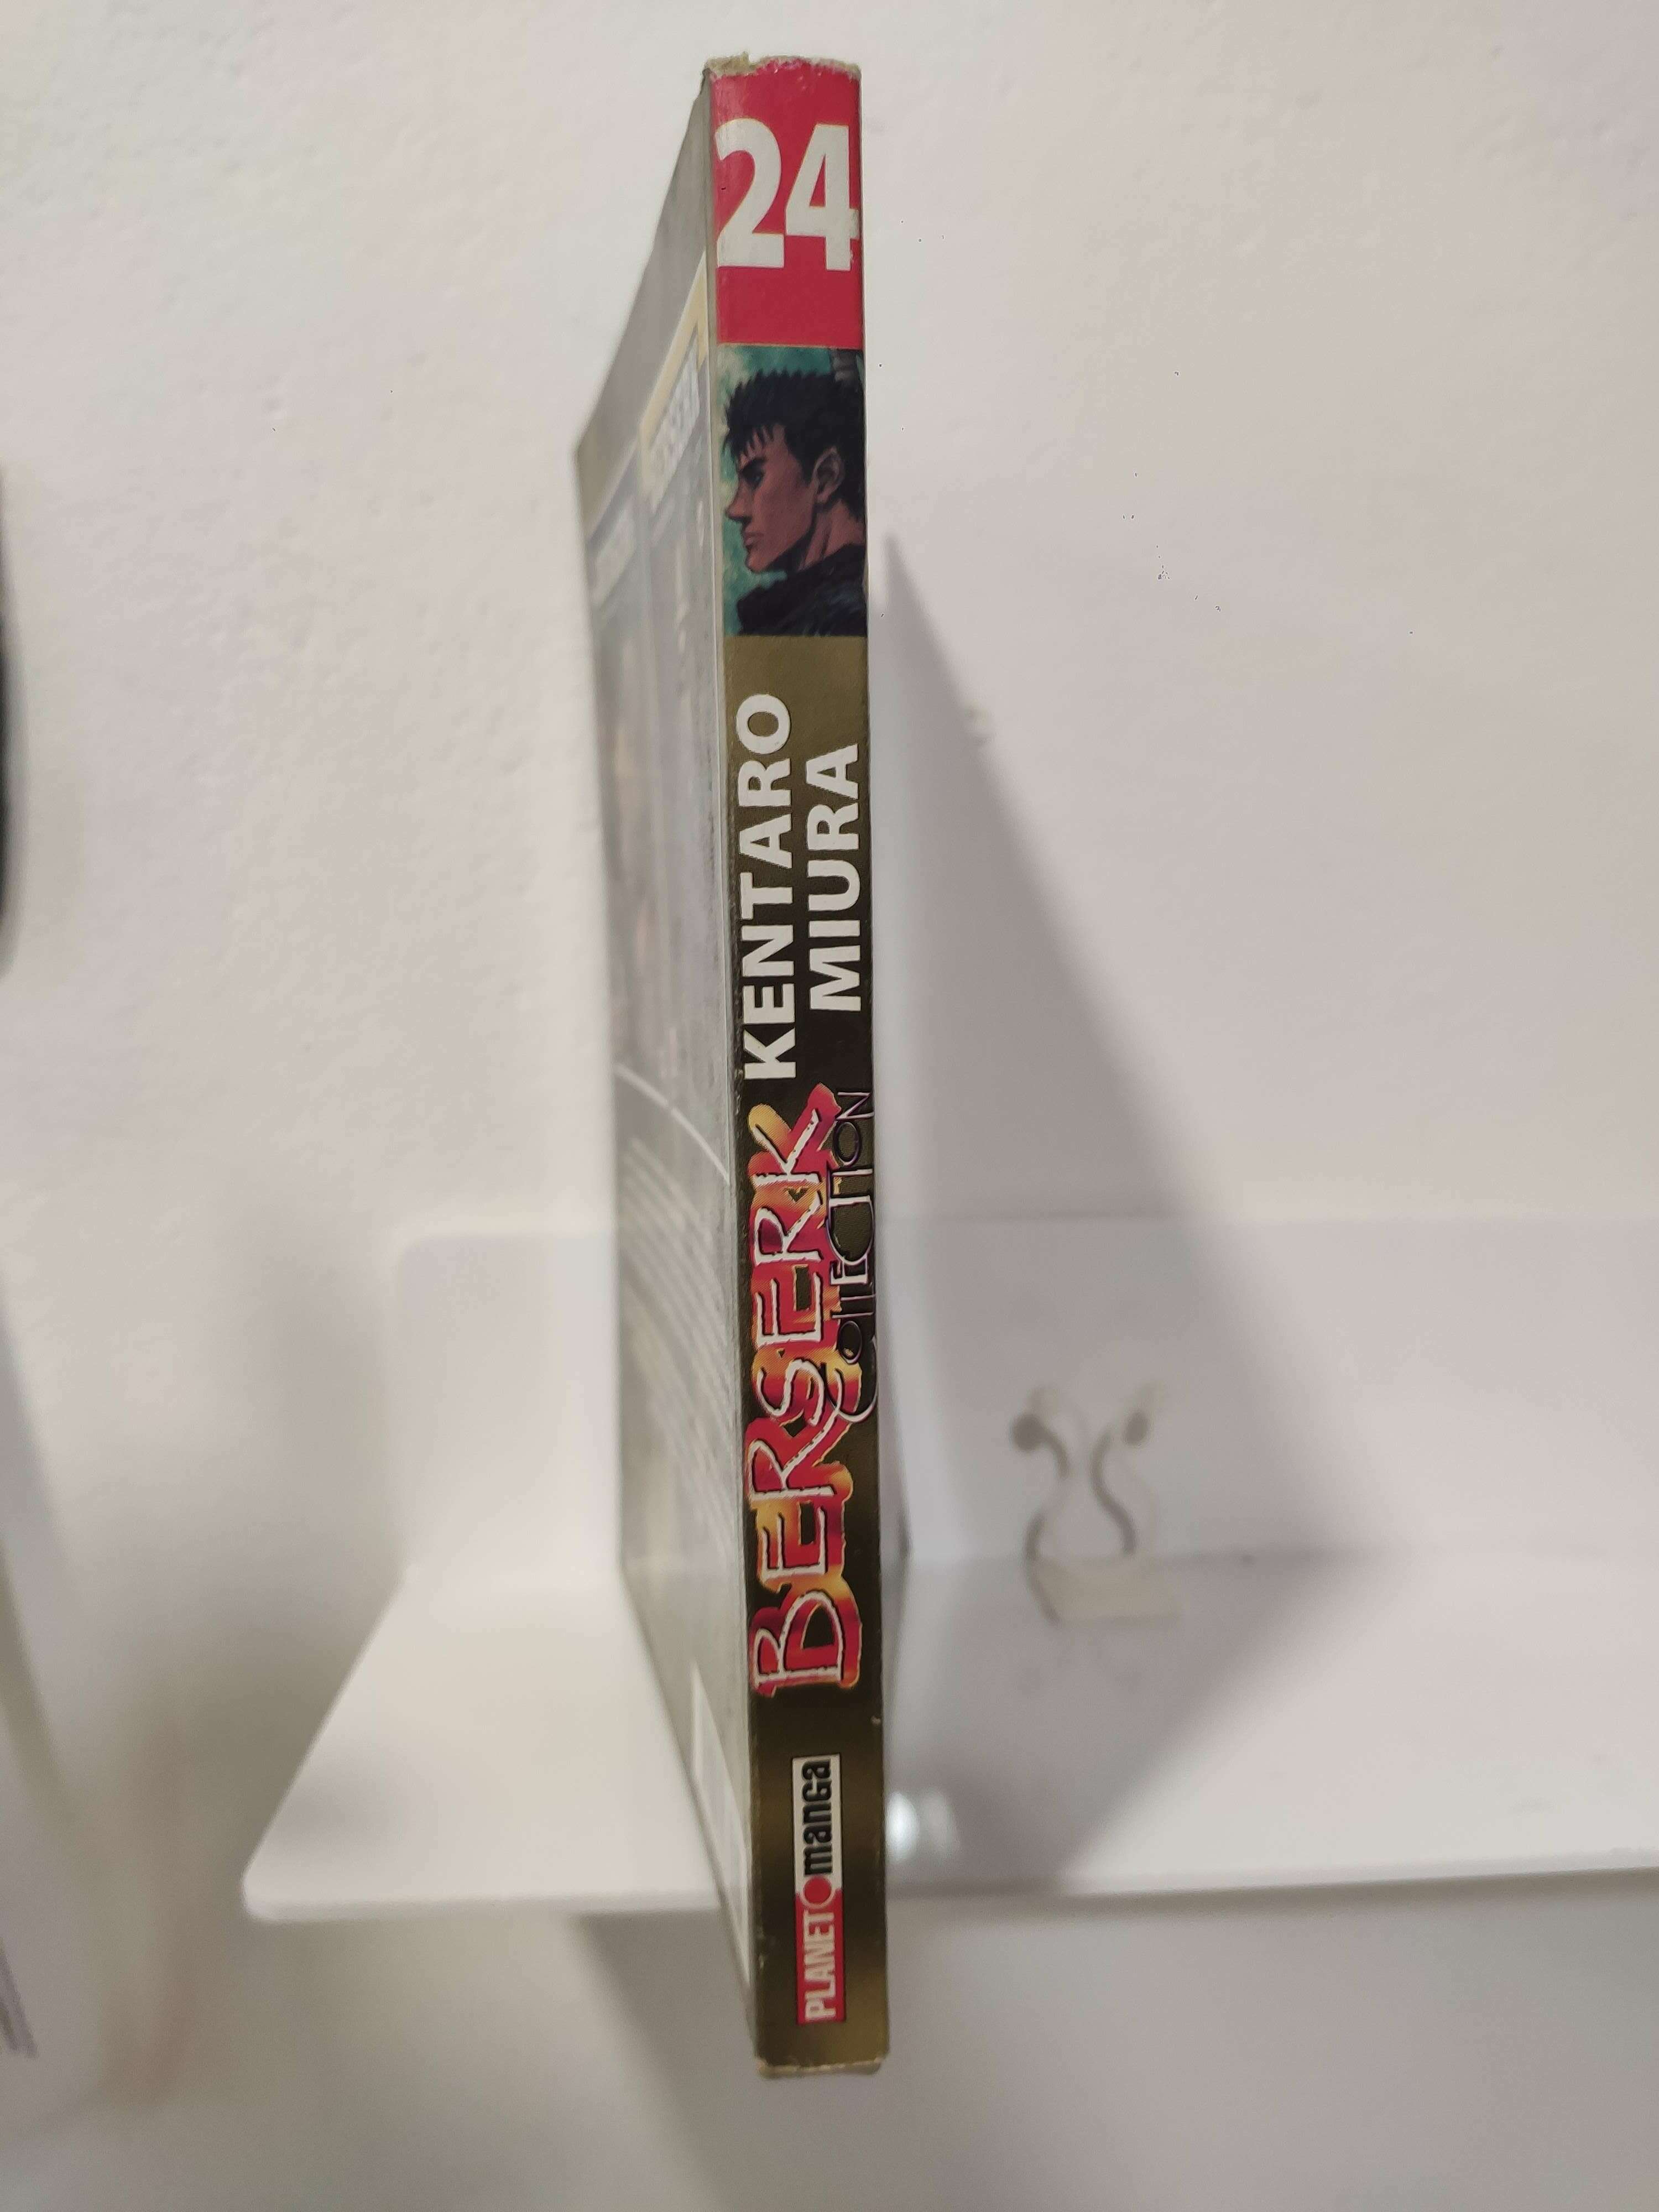 24
KENTARO
MIURA
BERSERK
COLLECTION
PLANET manga